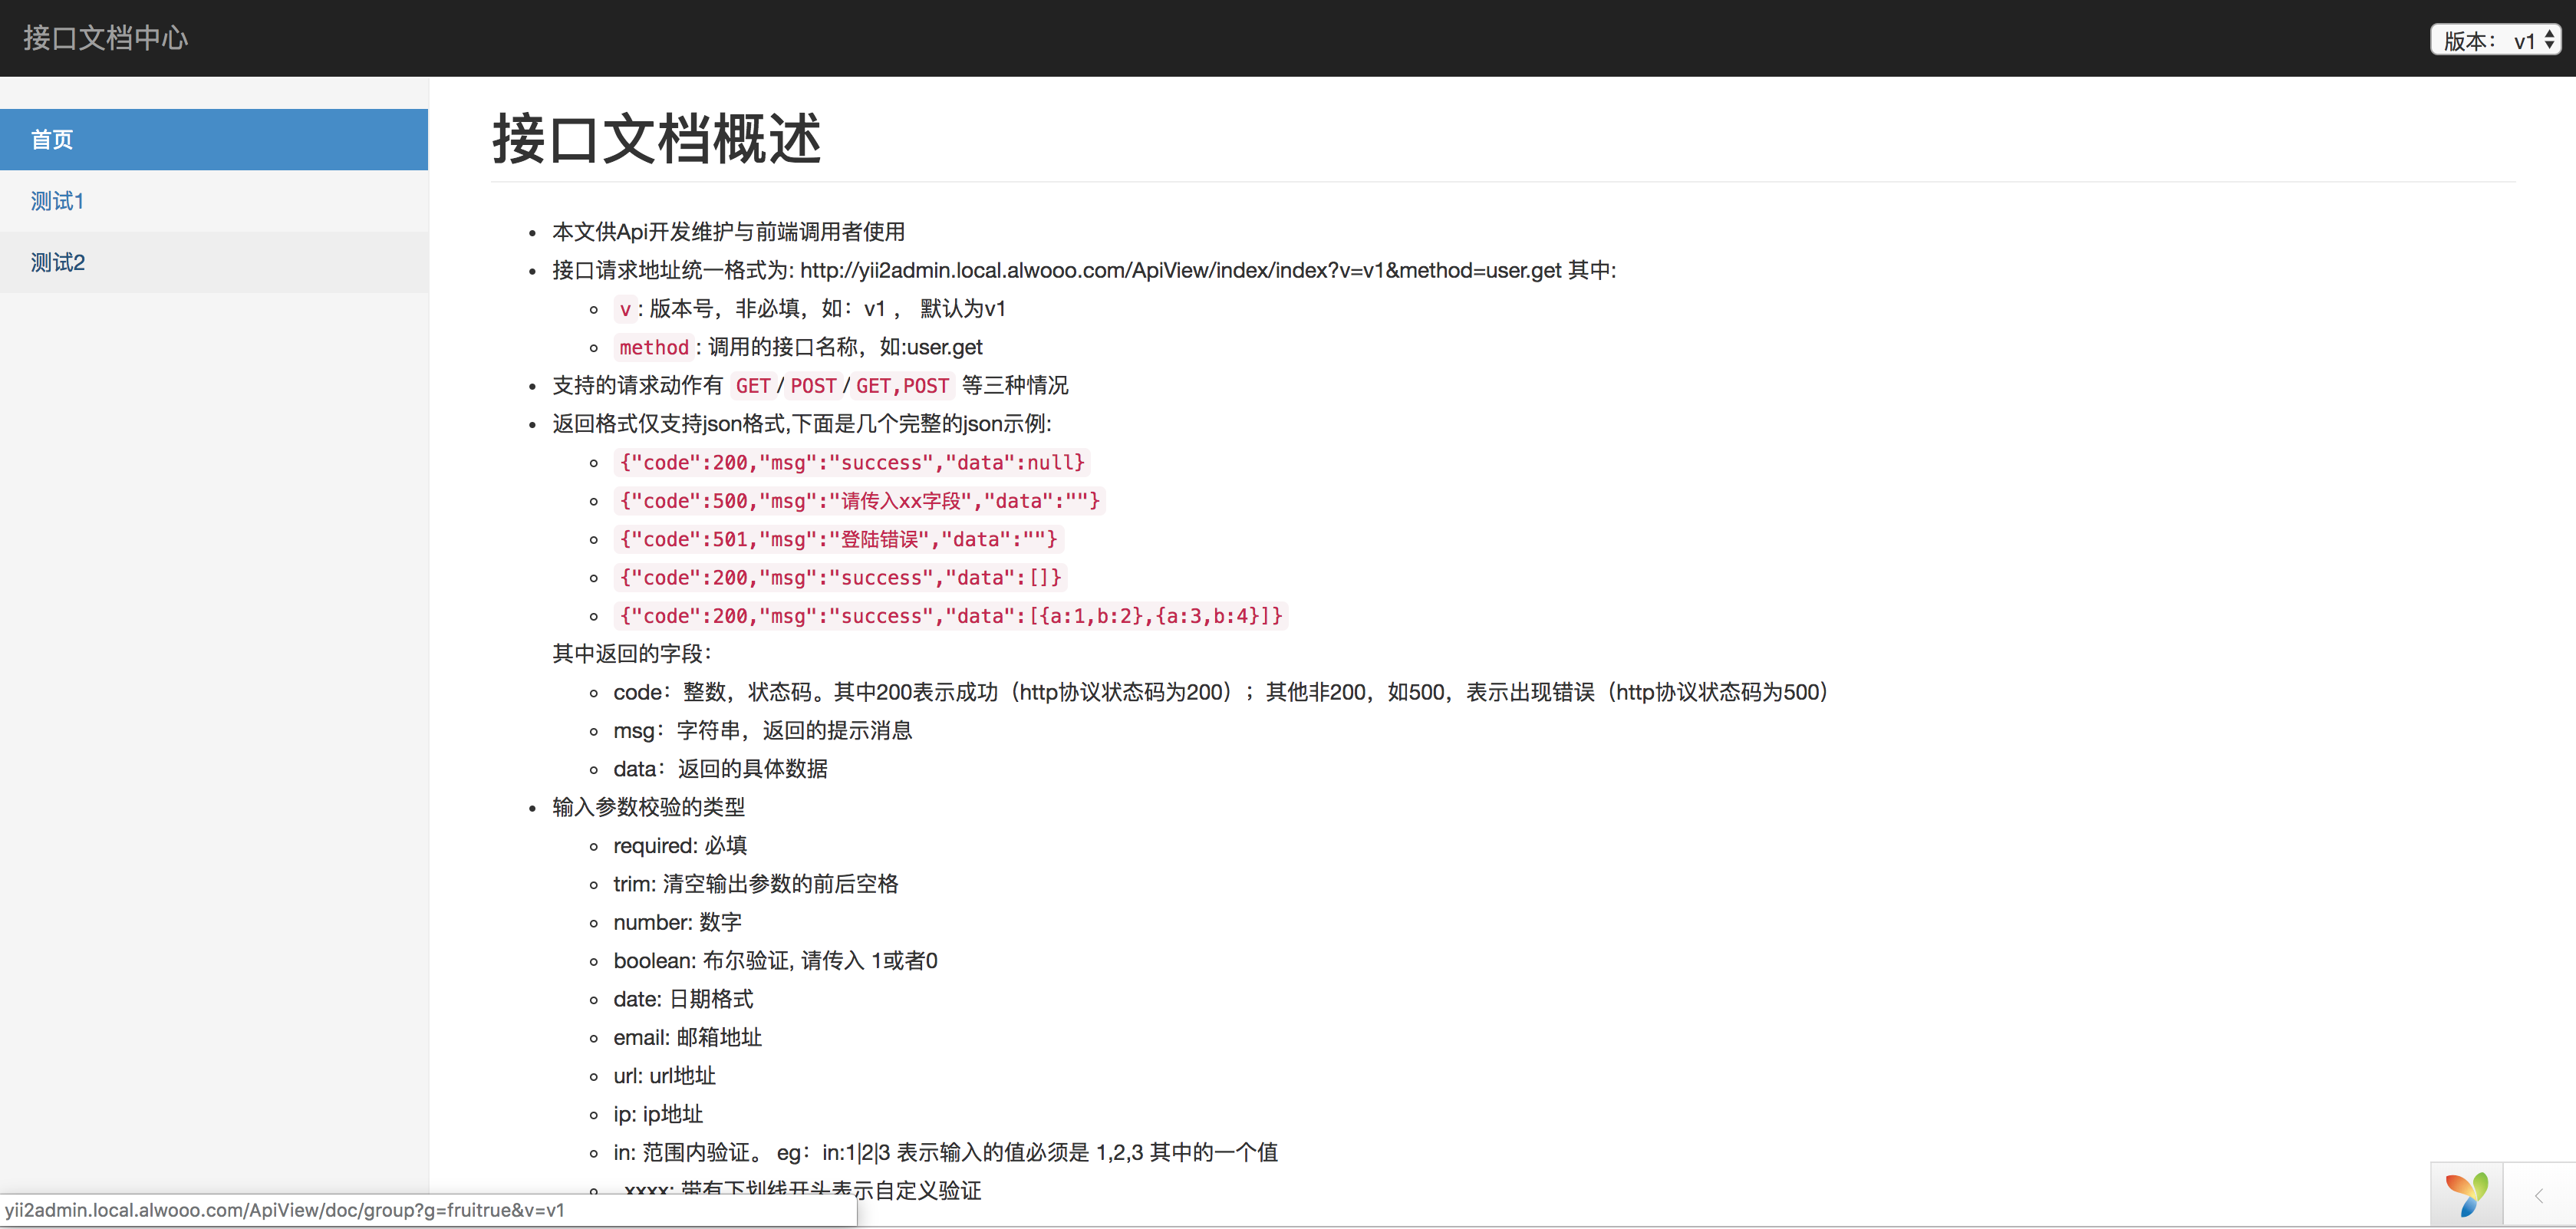 接口文档中心
版本： v1
首页
测试1
测试2
接口文档概述
本文供Api开发维护与前端调用者使用
接口请求地址统一格式为: http://yii2admin.local.alwooo.com/ApiView/index/index?v=v1&method=user.get 其中:
v : 版本号，非必填，如：v1 ， 默认为v1
method : 调用的接口名称，如:user.get
支持的请求动作有 GET / POST / GET,POST 等三种情况
返回格式仅支持json格式,下面是几个完整的json示例:
{"code":200,"msg":"success","data":null}
{"code":500,"msg":"请传入xx字段","data":""}
{"code":501,"msg":"登陆错误","data":""}
{"code":200,"msg":"success","data":[]}
{"code":200,"msg":"success","data":[{a:1,b:2},{a:3,b:4}]}
其中返回的字段：
code：整数，状态码。其中200表示成功（http协议状态码为200）；其他非200，如500，表示出现错误（http协议状态码为500）
msg：字符串，返回的提示消息
data：返回的具体数据
输入参数校验的类型
required: 必填
trim: 清空输出参数的前后空格
number: 数字
boolean: 布尔验证, 请传入 1或者0
date: 日期格式
email: 邮箱地址
url: url地址
ip: ip地址
in: 范围内验证。 eg：in:1|2|3 表示输入的值必须是 1,2,3 其中的一个值
_xxxx: 带有下划线开头表示自定义验证
yii2admin.local.alwooo.com/ApiView/doc/group?g=fruitrue&v=v1